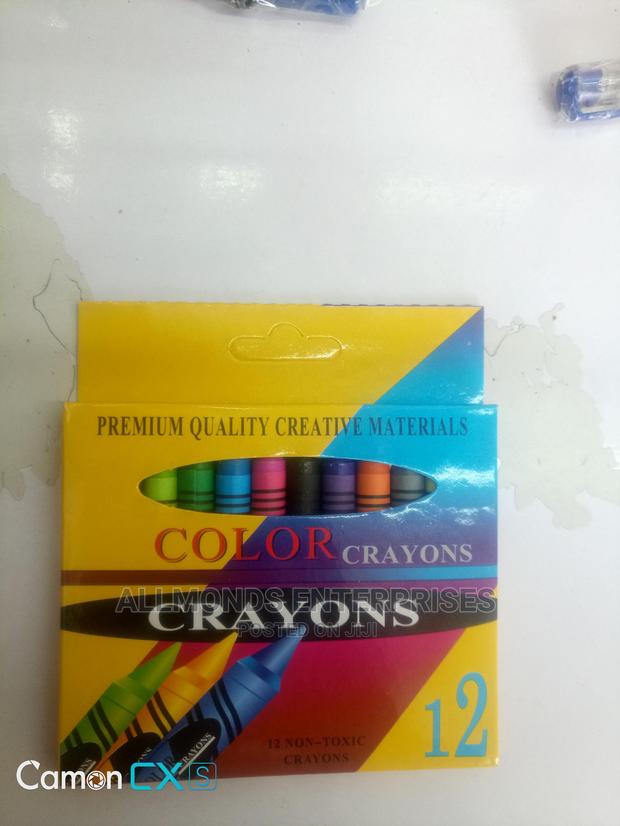 PREMIUM QUALITY CREATIVE MATERIALS
COLOR CRAYONS
ALLMONDS ENTERPRISES
CRAYONS
POSTED ON JIJI
12
12 NON-TOXIC
CRAYONS
CRAYONS
Camon CX S